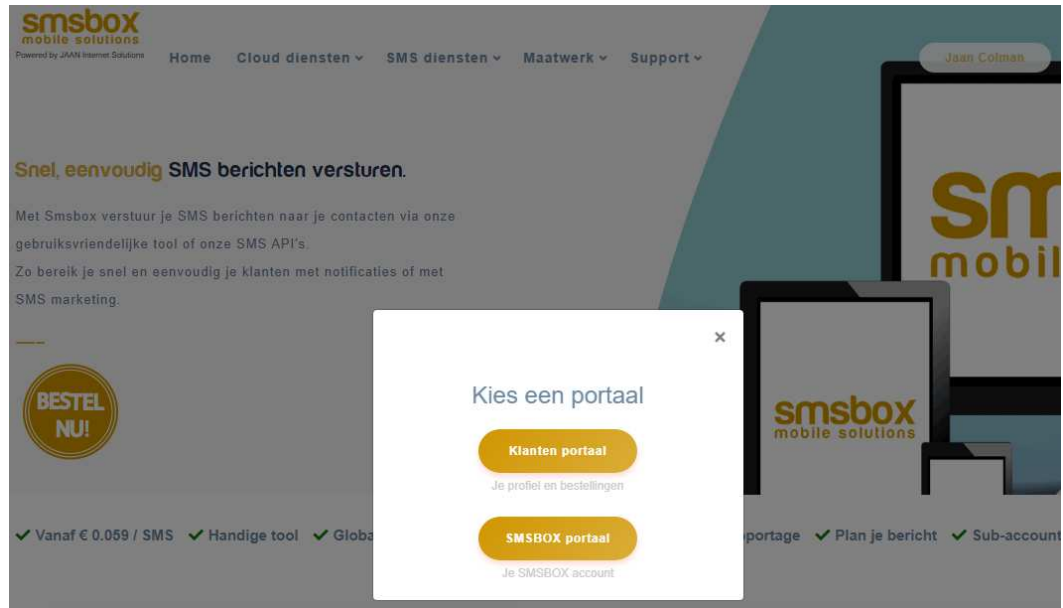 smsbox
mobile solutions
Powered by JAAN Internet Solutions
Home Cloud diensten SMS diensten Maatwerk Support
Jaan Colman
Snel, eenvoudig SMS berichten versturen.
Met Smsbox verstuur je SMS berichten naar je contacten via onze
gebruiksvriendelijke tool of onze SMS API's.
Zo bereik je snel en eenvoudig je klanten met notificaties of met
SMS marketing.
BESTEL
NU!
sm
mobil
smsbox
mobile solutions
×
Kies een portaal
Klanten portaal
Je profiel en bestellingen
SMSBOX portaal
Je SMSBOX account
✔ Vanaf € 0.059 / SMS ✔ Handige tool ✔ Globa portage ✔ Plan je bericht ✔ Sub-account